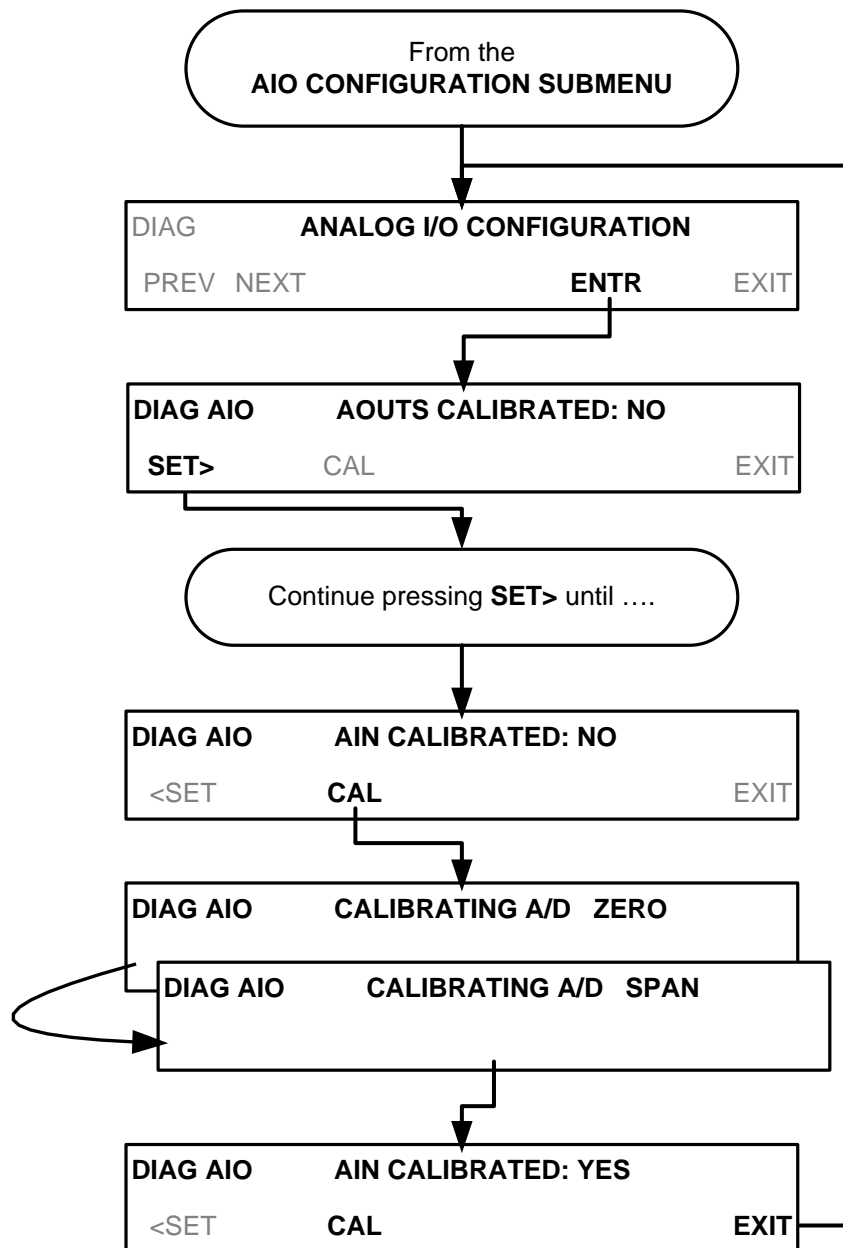 From the
AIO CONFIGURATION SUBMENU
DIAG ANALOG I/O CONFIGURATION
PREV NEXT ENTR EXIT
DIAG AIO AOUTS CALIBRATED: NO
SET> CAL EXIT
Continue pressing SET> until ….
DIAG AIO AIN CALIBRATED: NO
<SET CAL EXIT
DIAG AIO CALIBRATING A/D ZERO
DIAG AIO CALIBRATING A/D SPAN
DIAG AIO AIN CALIBRATED: YES
<SET CAL EXIT